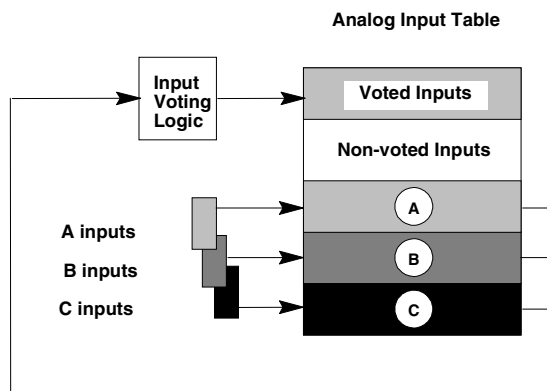 Analog Input Table
Input
Voting
Logic
Voted Inputs
Non-voted Inputs
A inputs
A
B inputs
B
C inputs
C